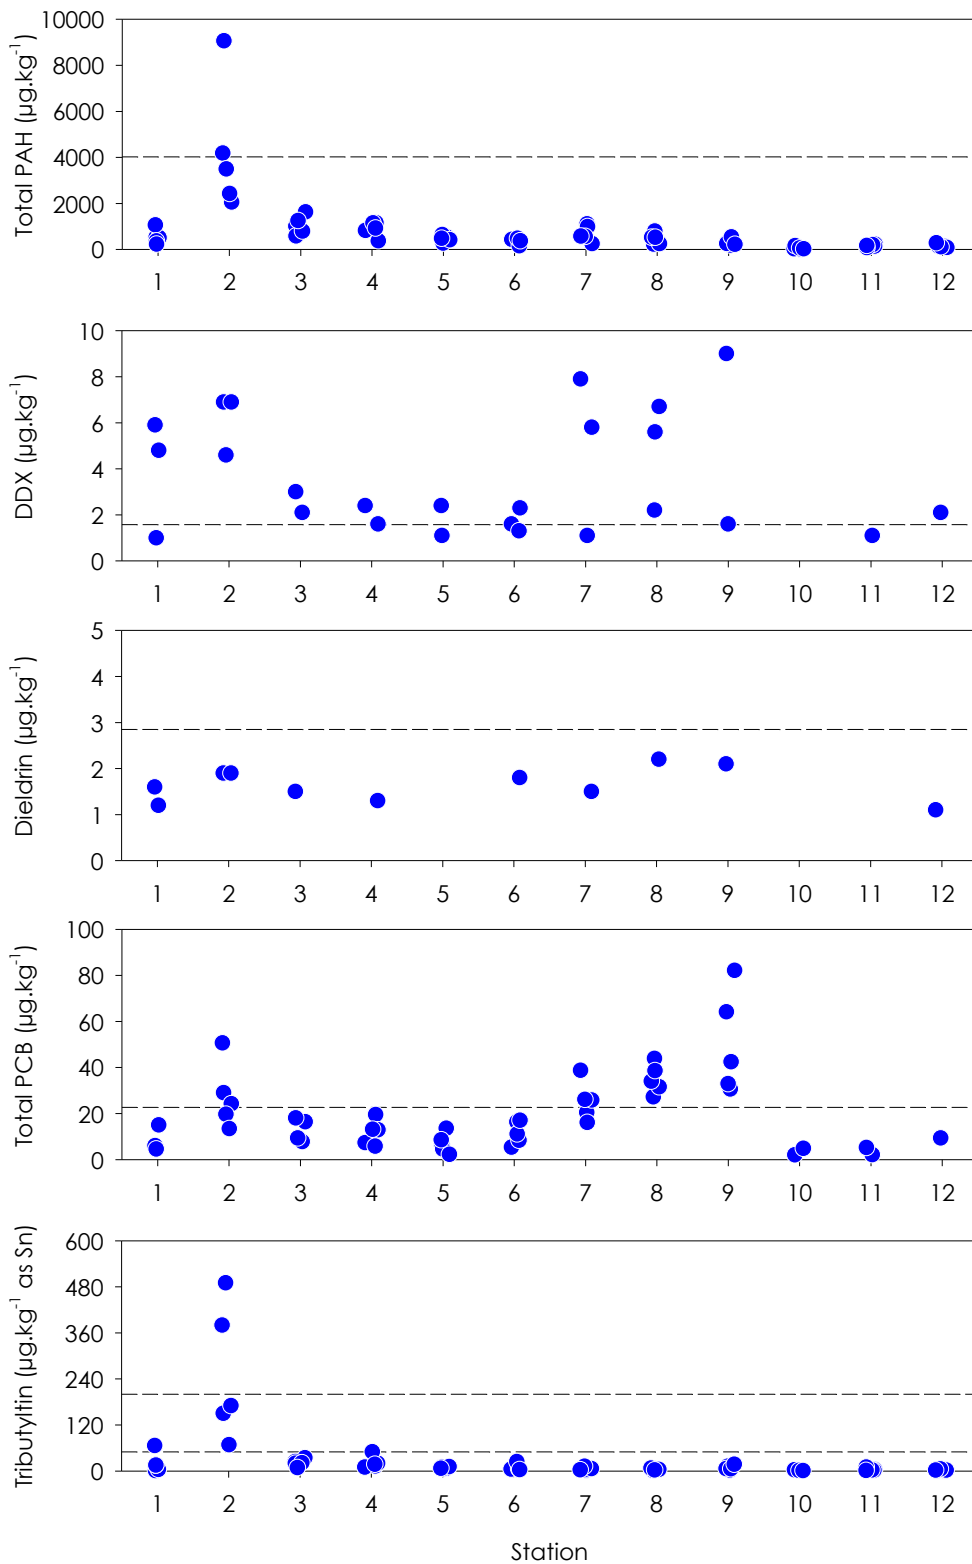 Total PAH (µg.kg⁻¹)
10000
8000
6000
4000
2000
0
1 2 3 4 5 6 7 8 9 10 11 12
DDX (µg.kg⁻¹)
10
8
6
4
2
0
1 2 3 4 5 6 7 8 9 10 11 12
Dieldrin (µg.kg⁻¹)
5
4
3
2
1
0
1 2 3 4 5 6 7 8 9 10 11 12
Total PCB (µg.kg⁻¹)
100
80
60
40
20
0
1 2 3 4 5 6 7 8 9 10 11 12
Tributyltin (µg.kg⁻¹ as Sn)
600
480
360
240
120
0
1 2 3 4 5 6 7 8 9 10 11 12
Station